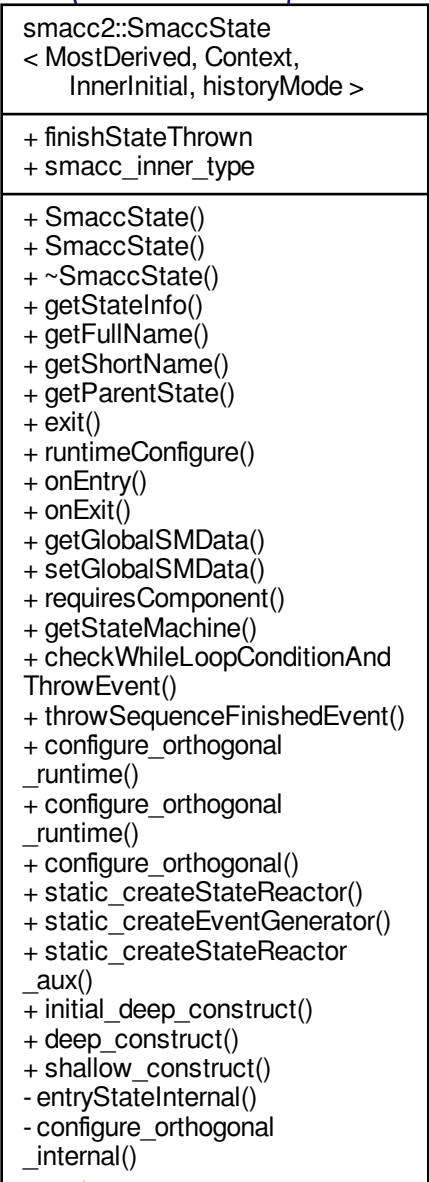 smacc2::SmaccState
< MostDerived, Context,
InnerInitial, historyMode >
+ finishStateThrown
+ smacc_inner_type
+ SmaccState()
+ SmaccState()
+ ~SmaccState()
+ getStateInfo()
+ getFullName()
+ getShortName()
+ getParentState()
+ exit()
+ runtimeConfigure()
+ onEntry()
+ onExit()
+ getGlobalSMData()
+ setGlobalSMData()
+ requiresComponent()
+ getStateMachine()
+ checkWhileLoopConditionAnd
ThrowEvent()
+ throwSequenceFinishedEvent()
+ configure_orthogonal
_runtime()
+ configure_orthogonal
_runtime()
+ configure_orthogonal()
+ static_createStateReactor()
+ static_createEventGenerator()
+ static_createStateReactor
_aux()
+ initial_deep_construct()
+ deep_construct()
+ shallow_construct()
- entryStateInternal()
- configure_orthogonal
_internal()